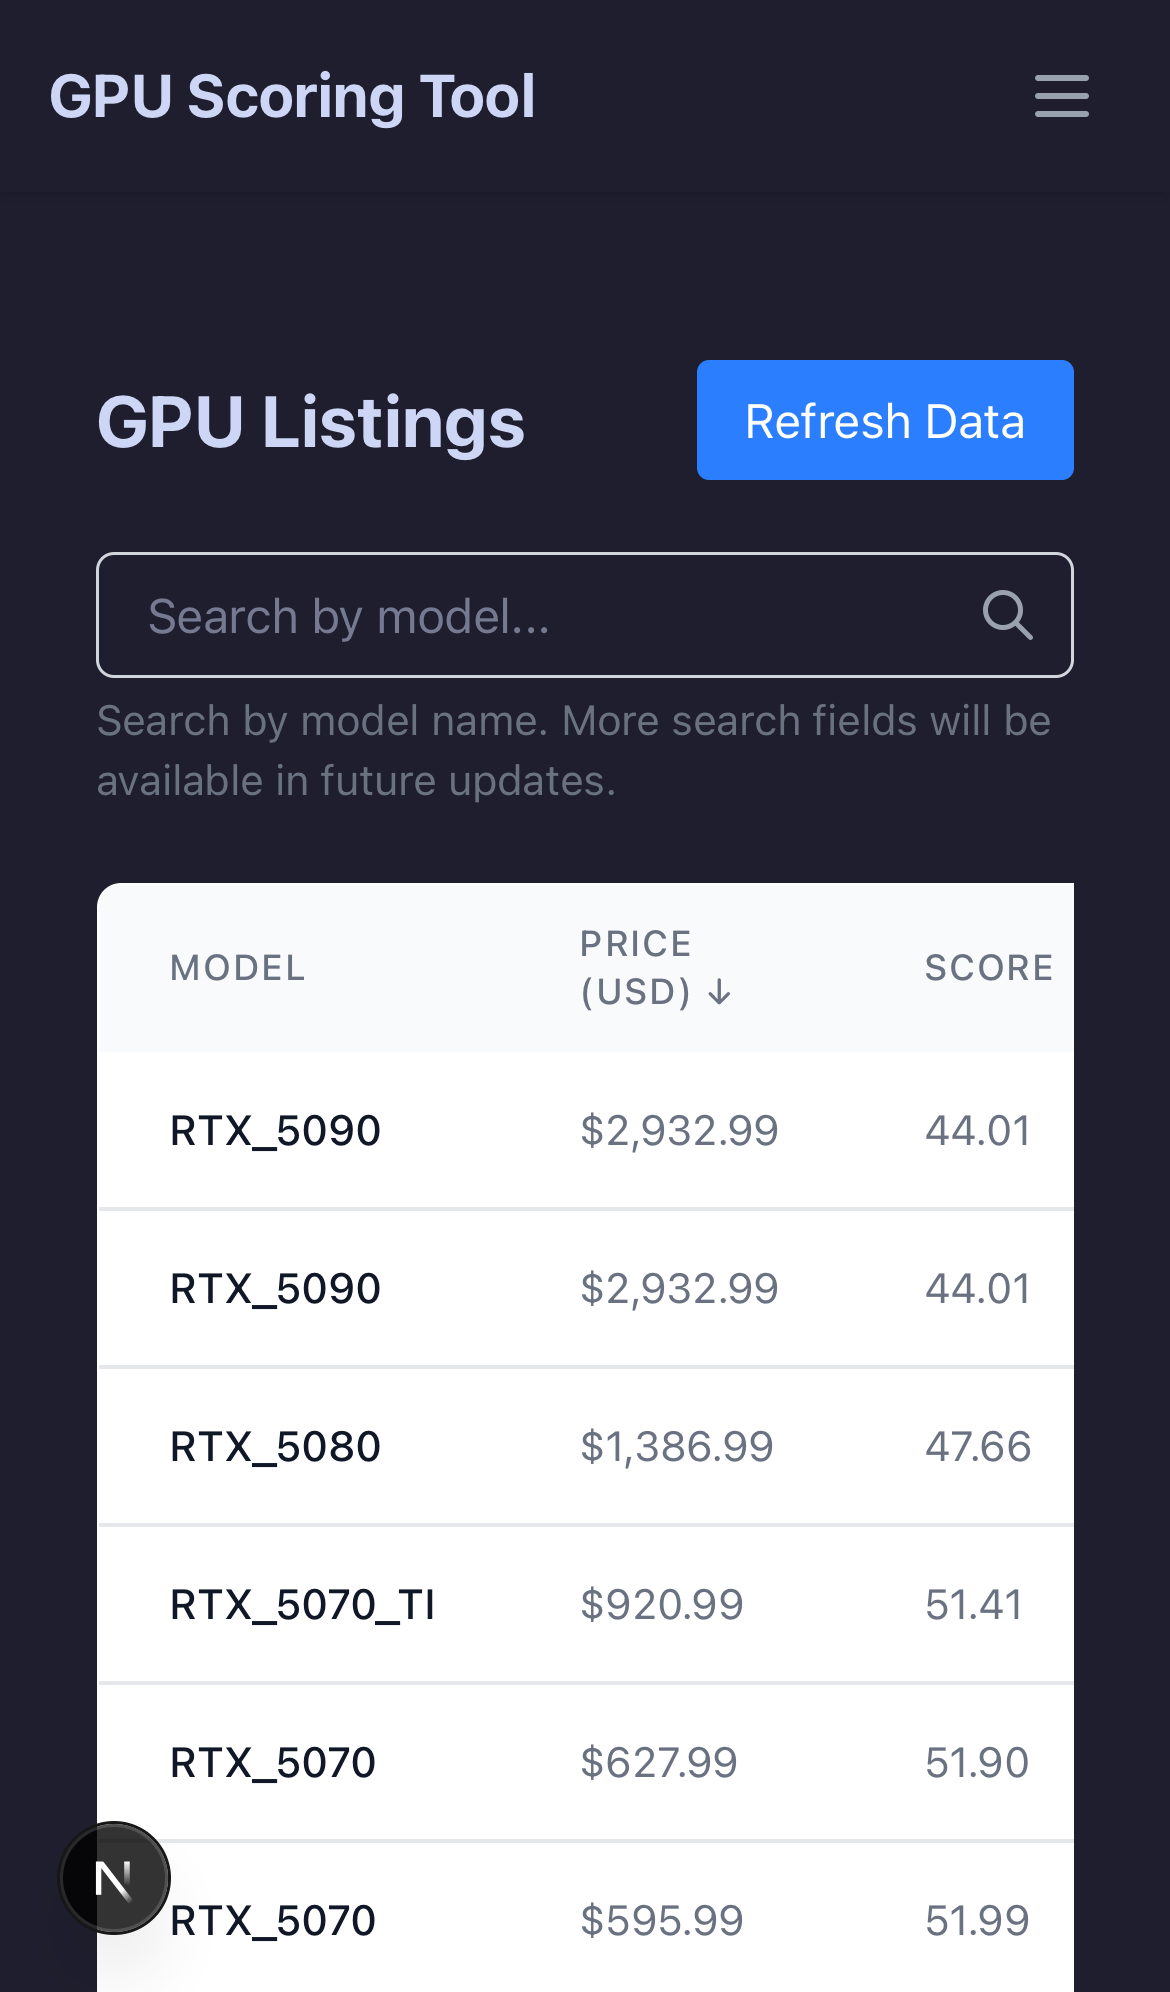 GPU Scoring Tool
GPU Listings
Refresh Data
Search by model...
Search by model name. More search fields will be
available in future updates.
MODEL PRICE (USD) ↓ SCORE
RTX_5090 $2,932.99 44.01
RTX_5090 $2,932.99 44.01
RTX_5080 $1,386.99 47.66
RTX_5070_TI $920.99 51.41
RTX_5070 $627.99 51.90
N
RTX_5070 $595.99 51.99